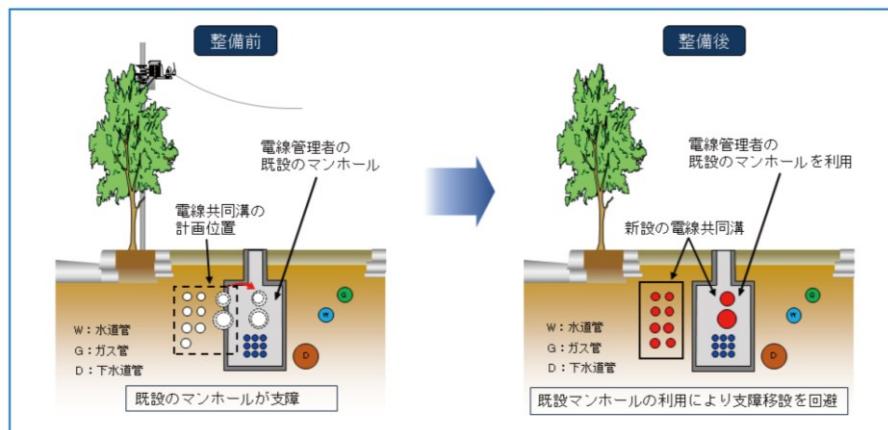 整備前
電線管理者の
既設のマンホール
電線共同溝の
計画位置
G
W
D
W：水道管
G：ガス管
D：下水道管
既設のマンホールが支障
整備後
電線管理者の
既設のマンホールを利用
新設の電線共同溝
G
W
D
W：水道管
G：ガス管
D：下水道管
既設マンホールの利用により支障移設を回避